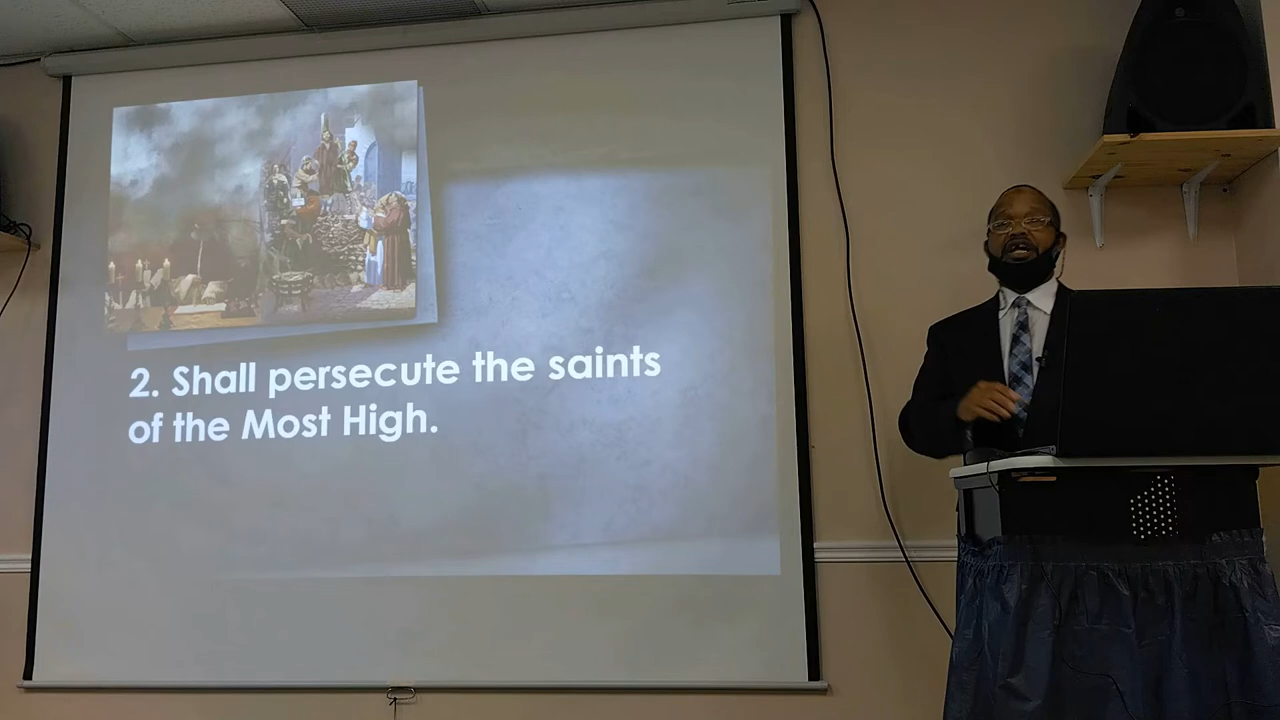 2. Shall persecute the saints
of the Most High.